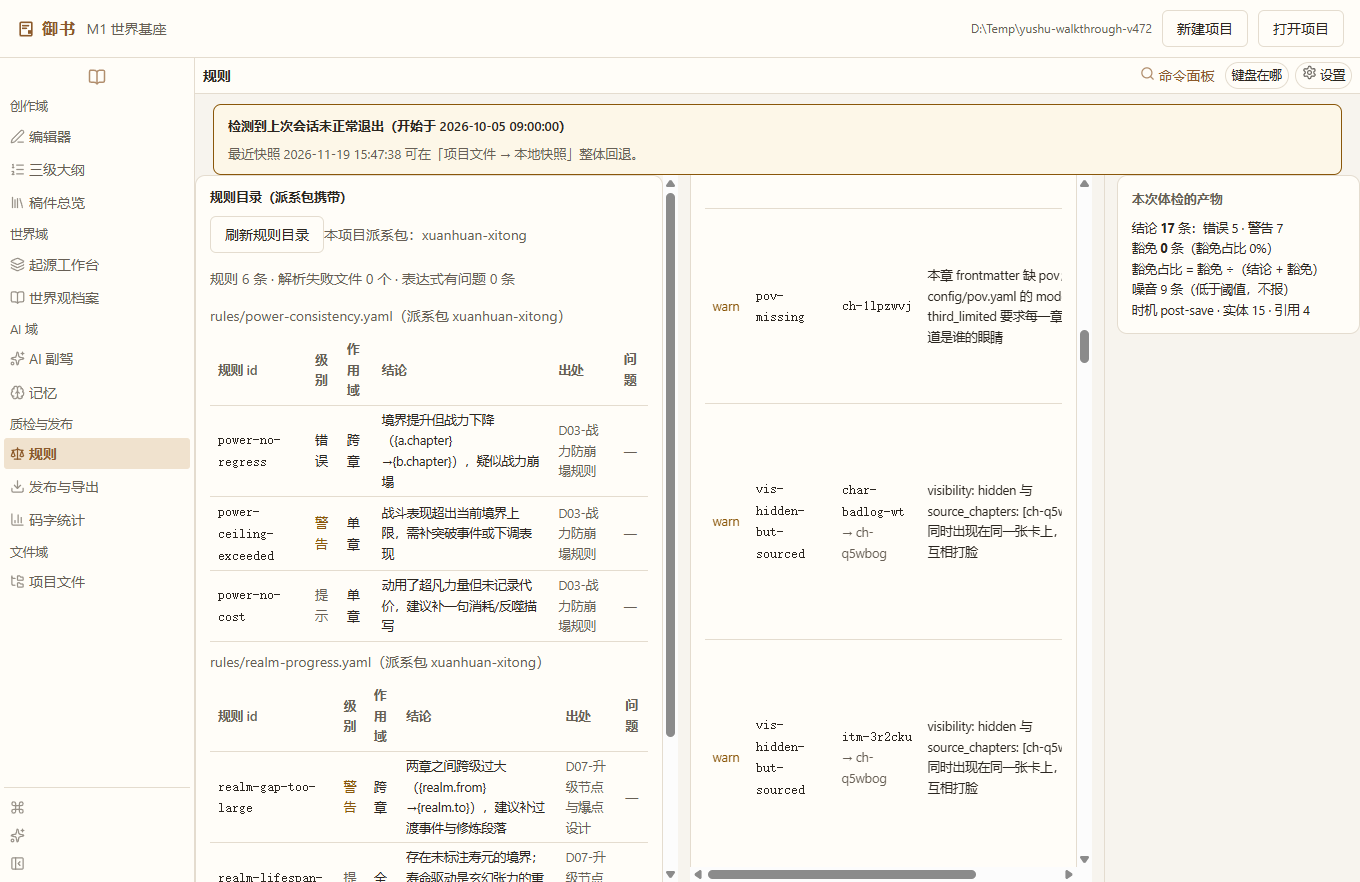 御书 M1 世界基座
D:\Temp\yushu-walkthrough-v472 新建项目 打开项目
创作域
编辑器
三级大纲
稿件总览
世界域
起源工作台
世界观档案
AI 域
AI 副驾
记忆
质检与发布
规则
发布与导出
码字统计
文件域
项目文件
规则
命令面板 键盘在哪 设置
检测到上次会话未正常退出（开始于 2026-10-05 09:00:00）
最近快照 2026-11-19 15:47:38 可在「项目文件 → 本地快照」整体回退。
规则目录（派系包携带）
刷新规则目录 本项目派系包：xuanhuan-xitong
规则 6 条 · 解析失败文件 0 个 · 表达式有问题 0 条
rules/power-consistency.yaml（派系包 xuanhuan-xitong）
规则 id 级别 作用域 结论 出处 问题
power-no-
regress
错误
跨章
境界提升但战力下降
（{a.chapter}
→{b.chapter}），疑似战力崩
塌
D03-战
力防崩
塌规则
—
power-
ceiling-
exceeded
警告
单章
战斗表现超出当前境界上
限，需补突破事件或下调表
现
D03-战
力防崩
塌规则
—
power-no-
cost
提示
单章
动用了超凡力量但未记录代
价，建议补一句消耗/反噬描
写
D03-战
力防崩
塌规则
—
rules/realm-progress.yaml（派系包 xuanhuan-xitong）
规则 id 级别 作用域 结论 出处 问题
realm-gap-too-
large
警告
跨章
两章之间跨级过大
（{realm.from}
→{realm.to}），建议补过
渡事件与修炼段落
D07-升
级节点
与爆点
设计
—
realm-lifespan-
提
全
存在未标注寿元的境界；
寿命驱动是玄幻张力的重
D07-升
级节点
warn
pov-
missing
ch-1lpzwvj
本章 frontmatter 缺 pov,
config/pov.yaml 的 mod
third_limited 要求每一章
道是谁的眼睛
warn
vis-
hidden-
but-
sourced
char-
badlog-wt
→ ch-
q5wbog
visibility: hidden 与
source_chapters: [ch-q5w
同时出现在同一张卡上，
互相打脸
warn
vis-
hidden-
but-
sourced
itm-3r2cku
→ ch-
q5wbog
visibility: hidden 与
source_chapters: [ch-q5w
同时出现在同一张卡上，
互相打脸
本次体检的产物
结论 17 条：错误 5 · 警告 7
豁免 0 条（豁免占比 0%）
豁免占比 = 豁免 ÷（结论 + 豁免）
噪音 9 条（低于阈值，不报）
时机 post-save · 实体 15 · 引用 4